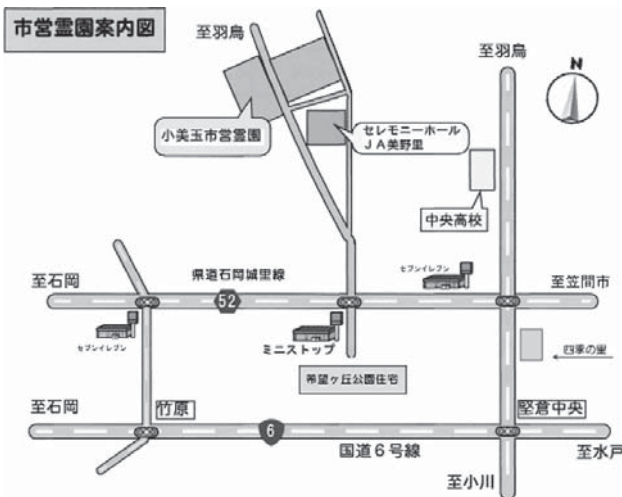 市営霊園案内図
至羽鳥
至羽鳥
N
小美玉市営霊園
セレモニーホール
JA美野里
中央高校
至石岡
県道石岡城里線
セブンイレブン
至笠間市
52
セブンイレブン
ミニストップ
四季の里
希望ヶ丘公園住宅
至石岡
竹原
堅倉中央
6
国道6号線
至水戸
至小川